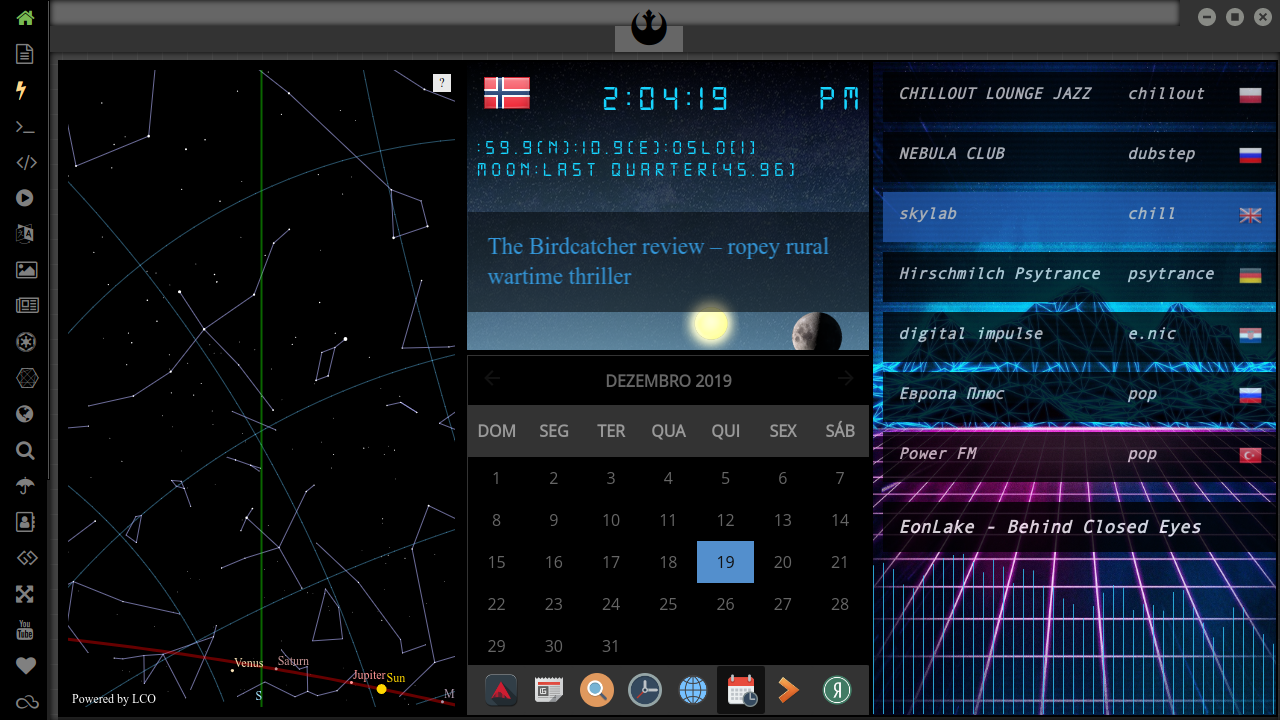 ?
Venus
Saturn
Jupiter
Sun
M
S
Powered by LCO
2:04:19 PM
:59.9(N):10.9(E):OSLO[1]
MOON:LAST QUARTER[45.96]
The Birdcatcher review – ropey rural
wartime thriller
DEZEMBRO 2019
DOM SEG TER QUA QUI SEX SÁB
1 2 3 4 5 6 7
8 9 10 11 12 13 14
15 16 17 18 19 20 21
22 23 24 25 26 27 28
29 30 31
CHILLOUT LOUNGE JAZZ chillout
NEBULA CLUB dubstep
skylab chill
Hirschmilch Psytrance psytrance
digital impulse e.nic
Европа Плюс pop
Power FM pop
EonLake - Behind Closed Eyes
You
Tube
Я